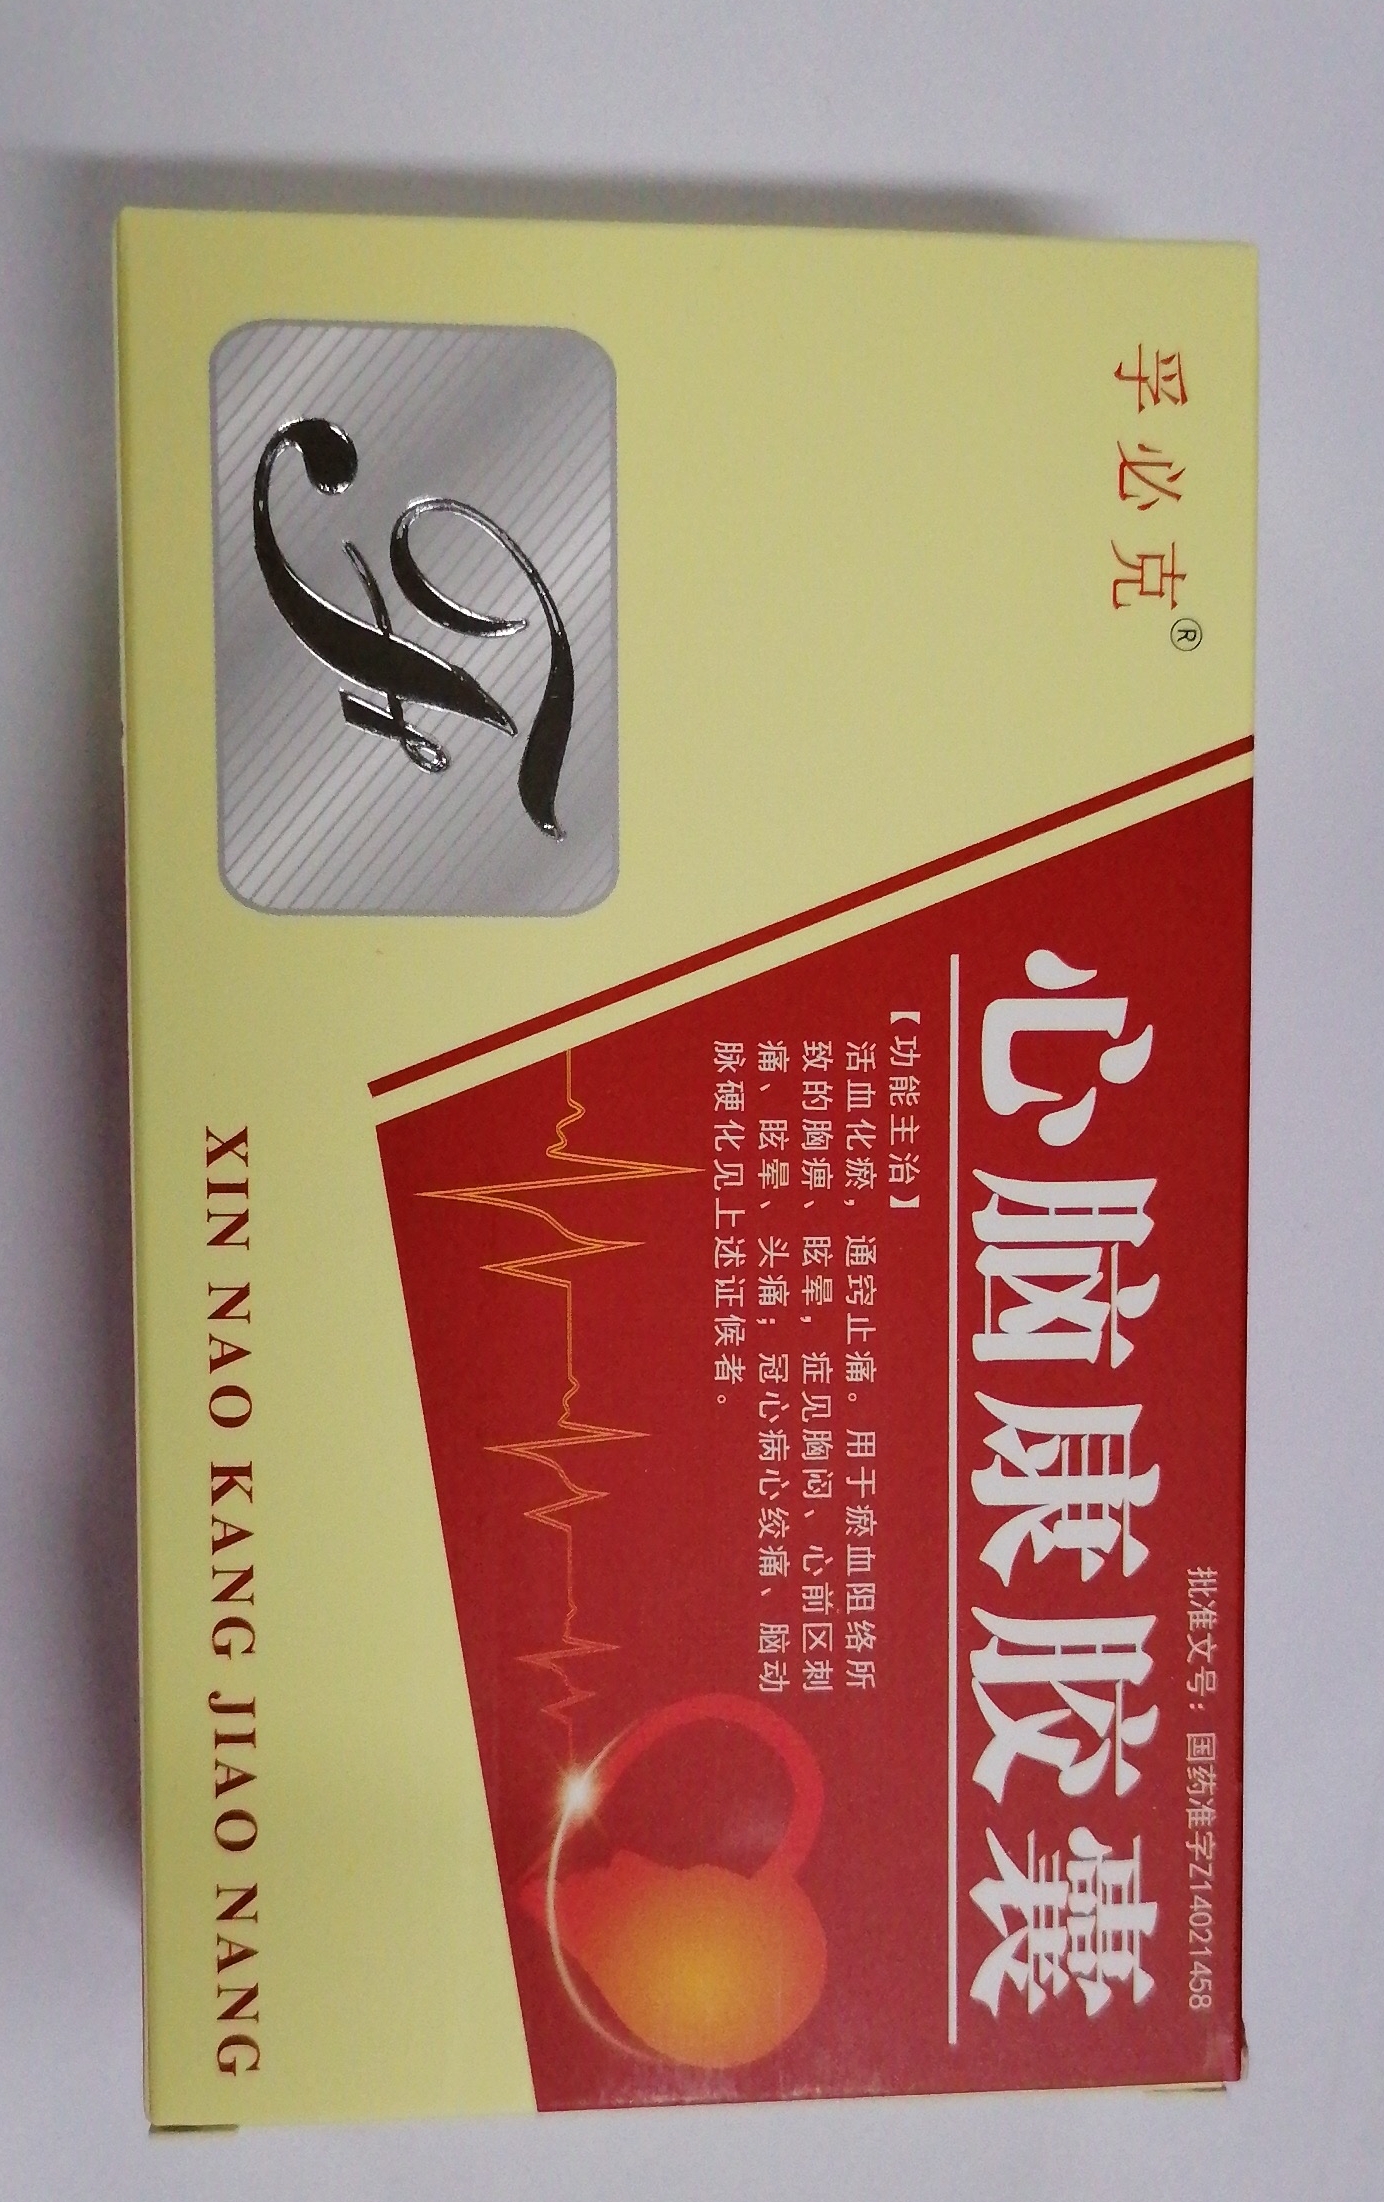 孚必克®
批准文号：国药准字Z14021458
心脑康胶囊
【功能主治】
活血化瘀，通窍止痛。用于瘀血阻络所
致的胸痹、眩晕，症见胸闷、心前区刺
痛、眩晕、头痛；冠心病心绞痛、脑动
脉硬化见上述证候者。
XIN NAO KANG JIAO NANG